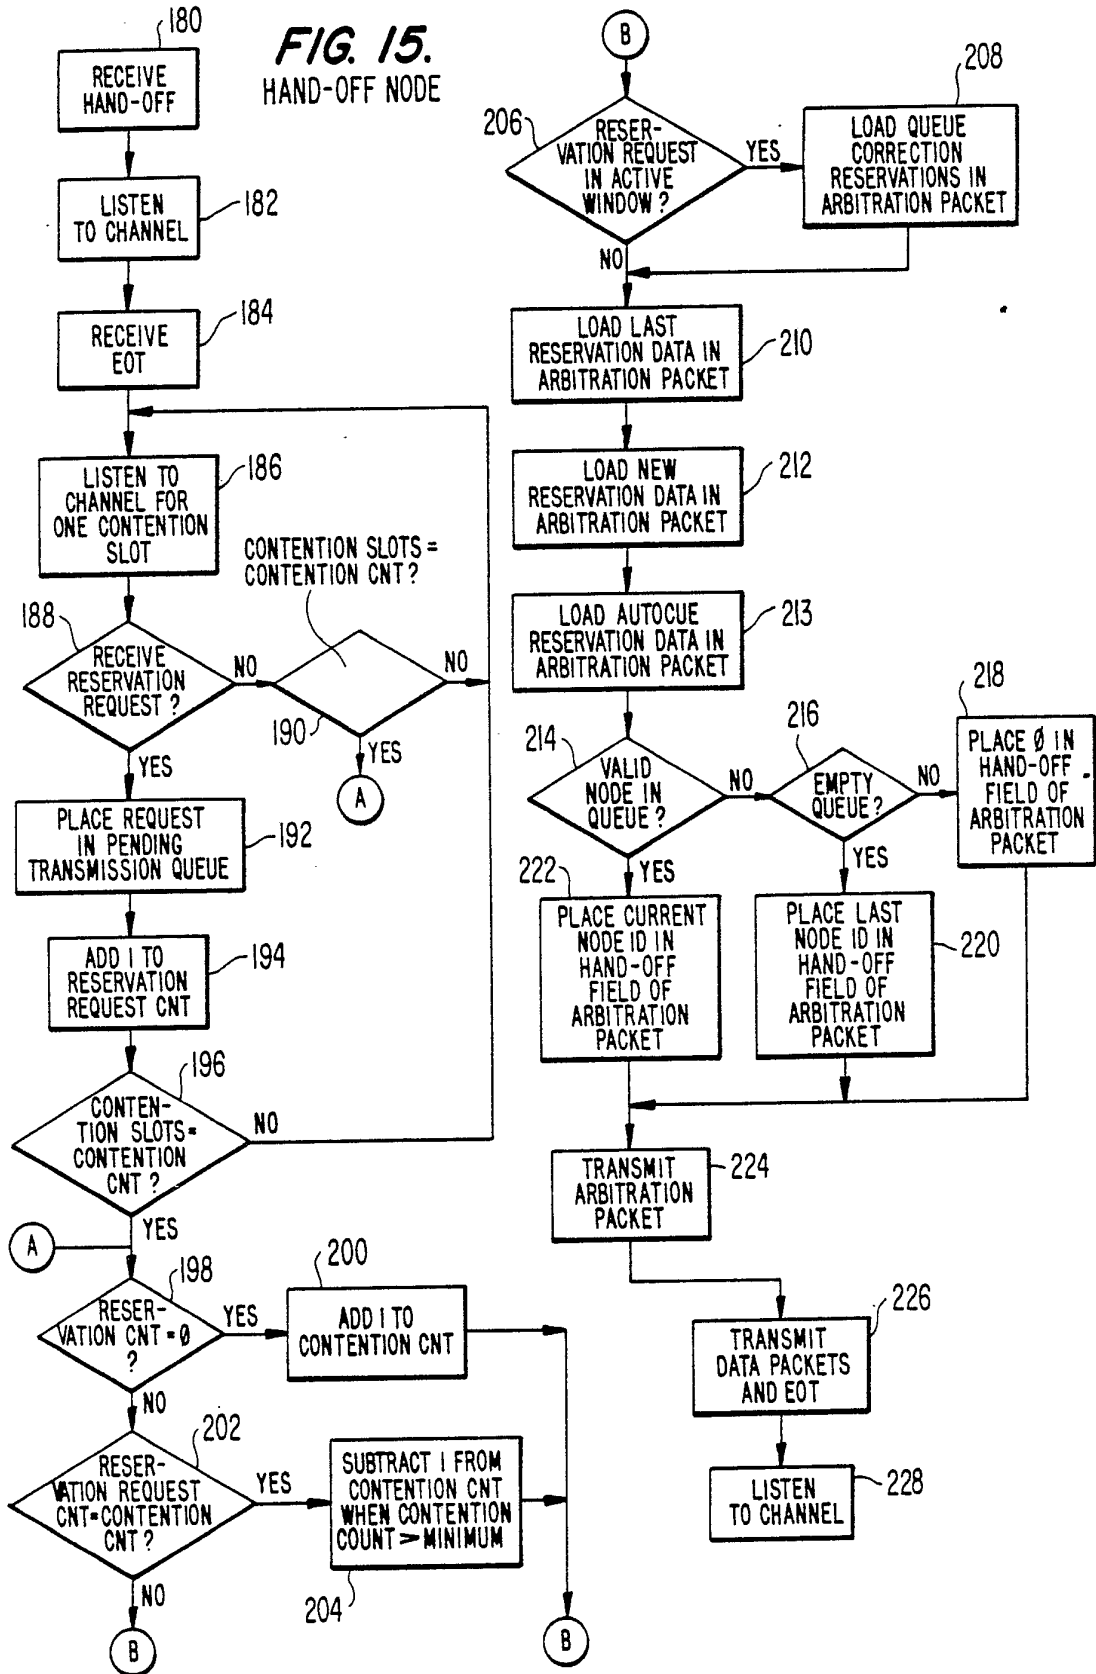 FIG. 15.
HAND-OFF NODE
180
RECEIVE
HAND-OFF
182
LISTEN
TO CHANNEL
184
RECEIVE
EOT
186
LISTEN TO
CHANNEL FOR
ONE CONTENTION
SLOT
CONTENTION SLOTS =
CONTENTION CNT?
188
RECEIVE
RESERVATION
REQUEST?
NO
190
NO
YES
A
YES
192
PLACE REQUEST
IN PENDING
TRANSMISSION QUEUE
194
ADD 1 TO
RESERVATION
REQUEST CNT
196
CONTEN-
TION SLOTS=
CONTENTION
CNT?
NO
YES
A
198
RESER-
VATION CNT=Ø
?
YES
200
ADD 1 TO
CONTENTION CNT
NO
202
RESER-
VATION REQUEST
CNT=CONTENTION
CNT?
YES
SUBTRACT 1 FROM
CONTENTION CNT
WHEN CONTENTION
COUNT > MINIMUM
204
NO
B
B
B
206
RESER-
VATION REQUEST
IN ACTIVE
WINDOW?
YES
208
LOAD QUEUE
CORRECTION
RESERVATIONS IN
ARBITRATION PACKET
NO
LOAD LAST
RESERVATION DATA IN
ARBITRATION PACKET
210
LOAD NEW
RESERVATION DATA IN
ARBITRATION PACKET
212
LOAD AUTOCUE
RESERVATION DATA IN
ARBITRATION PACKET
213
214
VALID
NODE IN
QUEUE?
NO
216
EMPTY
QUEUE?
NO
218
PLACE Ø IN
HAND-OFF
FIELD OF
ARBITRATION
PACKET
YES
YES
222
PLACE CURRENT
NODE ID IN
HAND-OFF
FIELD OF
ARBITRATION
PACKET
PLACE LAST
NODE ID IN
HAND-OFF
FIELD OF
ARBITRATION
PACKET
220
TRANSMIT
ARBITRATION
PACKET
224
TRANSMIT
DATA PACKETS
AND EOT
226
LISTEN
TO CHANNEL
228